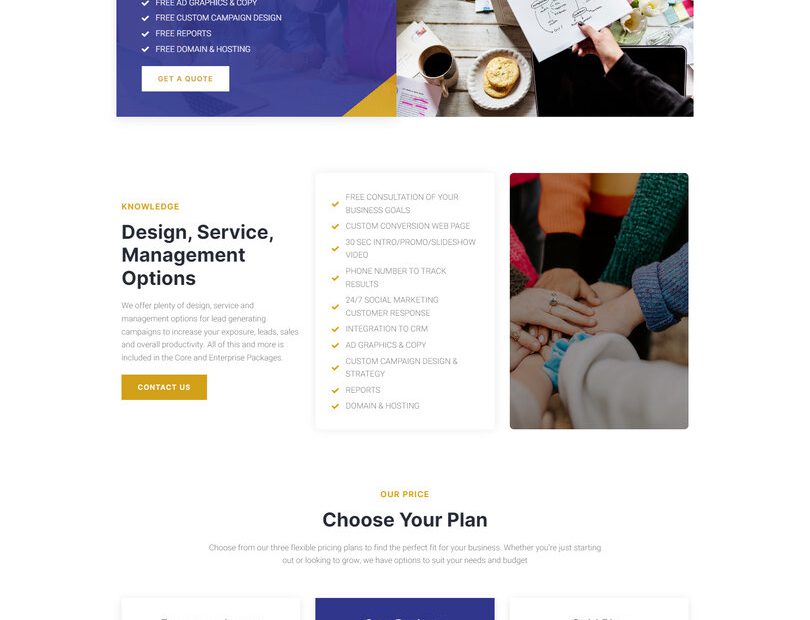 FREE AD GRAPHICS & COPY
FREE CUSTOM CAMPAIGN DESIGN
FREE REPORTS
FREE DOMAIN & HOSTING
GET A QUOTE
KNOWLEDGE
Design, Service,
Management
Options
We offer plenty of design, service and
management options for lead generating
campaigns to increase your exposure, leads, sales
and overall productivity. All of this and more is
included in the Core and Enterprise Packages.
CONTACT US
FREE CONSULTATION OF YOUR
BUSINESS GOALS
CUSTOM CONVERSION WEB PAGE
30 SEC INTRO/PROMO/SLIDESHOW
VIDEO
PHONE NUMBER TO TRACK
RESULTS
24/7 SOCIAL MARKETING
CUSTOMER RESPONSE
INTEGRATION TO CRM
AD GRAPHICS & COPY
CUSTOM CAMPAIGN DESIGN &
STRATEGY
REPORTS
DOMAIN & HOSTING
OUR PRICE
Choose Your Plan
Choose from our three flexible pricing plans to find the perfect fit for your business. Whether you're just starting
out or looking to grow, we have options to suit your needs and budget